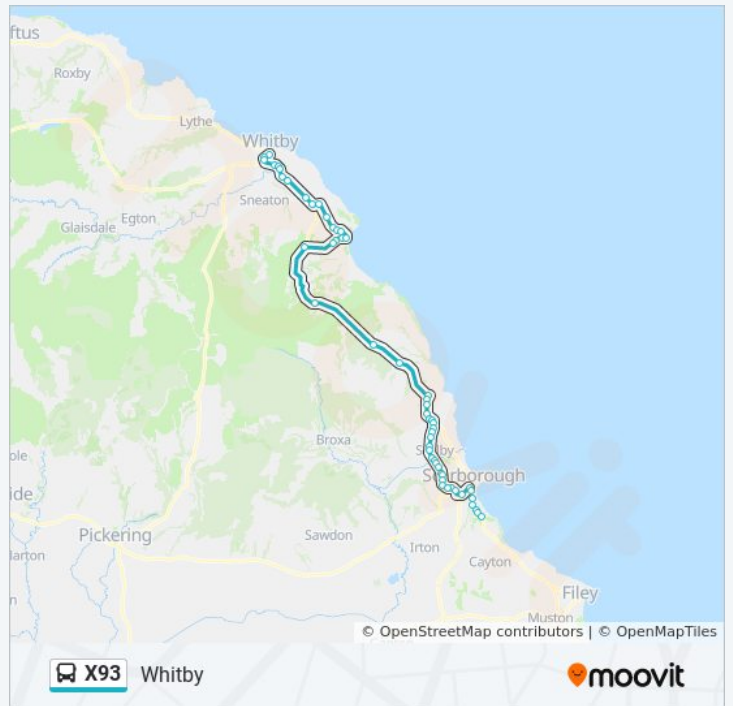 ftus
Roxby
Lythe
Whitby
Sneaton
Egton
Glaisdale
Broxa
Scarborough
ole
ide
Pickering
Sawdon
Irton
arton
Cayton
Filey
n
Muston
© OpenStreetMap contributors | © OpenMapTiles
X93 Whitby
moovit